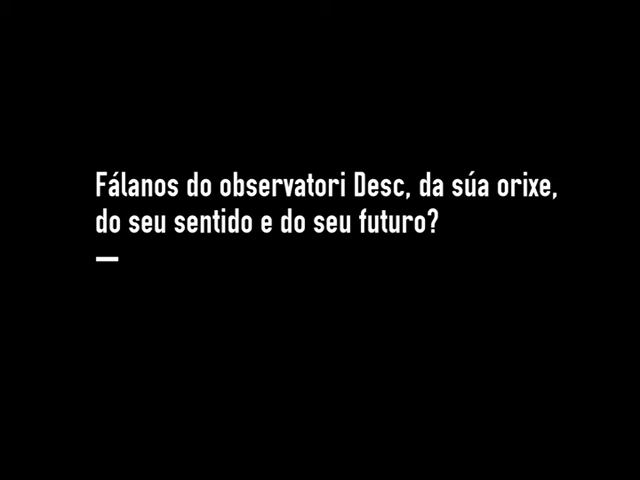 Fálanos do observatori Desc, da súa orixe,
do seu sentido e do seu futuro?